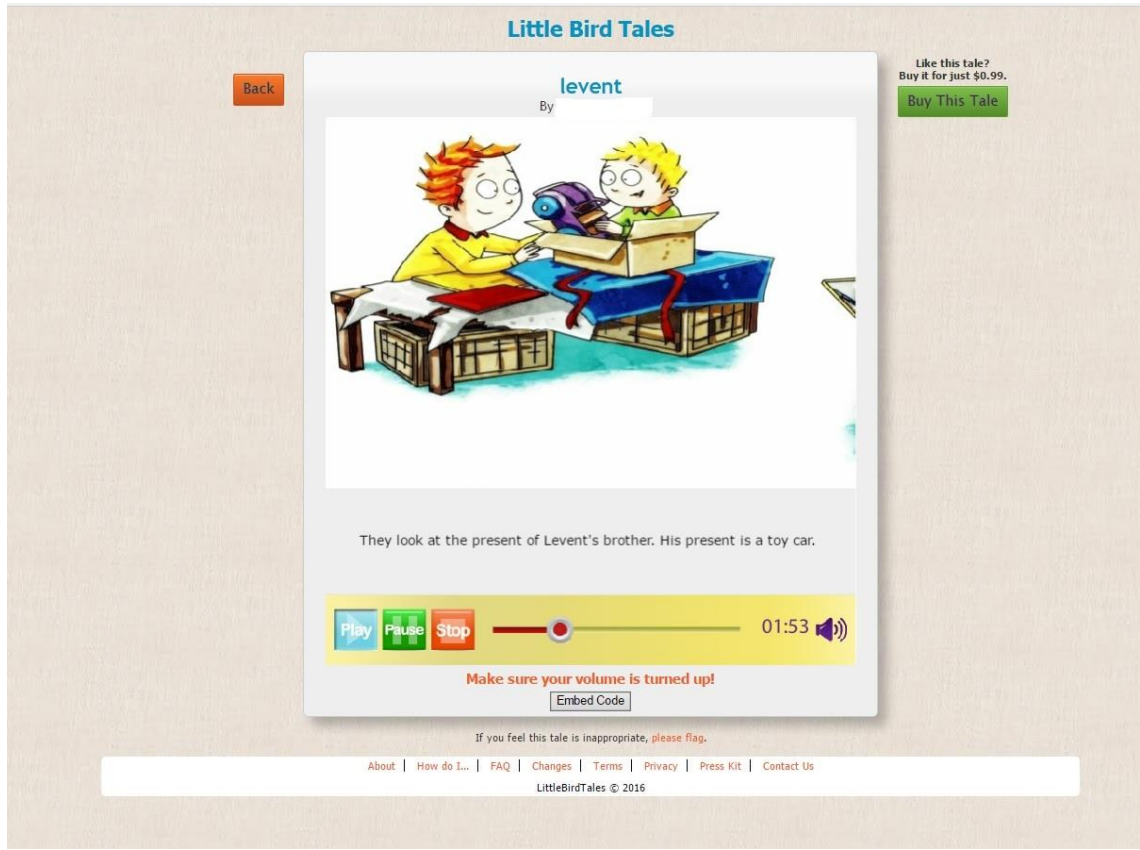 Little Bird Tales
Back
Like this tale?
Buy it for just $0.99.
Buy This Tale
levent
By
They look at the present of Levent's brother. His present is a toy car.
Play Pause Stop 01:53
Make sure your volume is turned up!
Embed Code
If you feel this tale is inappropriate, please flag.
About | How do I... | FAQ | Changes | Terms | Privacy | Press Kit | Contact Us
LittleBirdTales © 2016